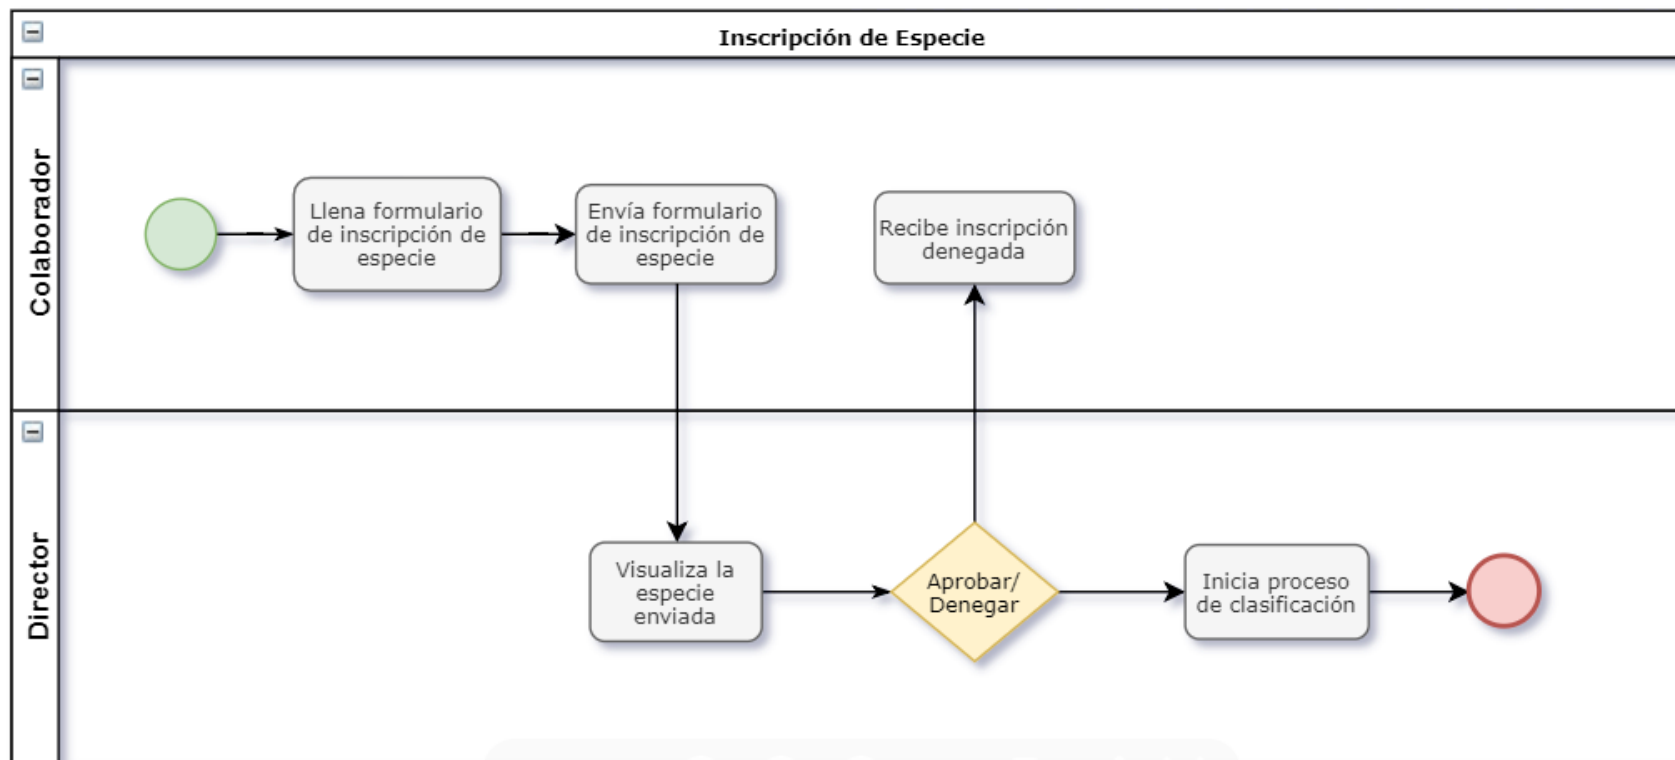 Inscripción de Especie
Colaborador
Llena formulario
de inscripción de
especie
Envía formulario
de inscripción de
especie
Recibe inscripción
denegada
Director
Visualiza la
especie
enviada
Aprobar/
Denegar
Inicia proceso
de clasificación